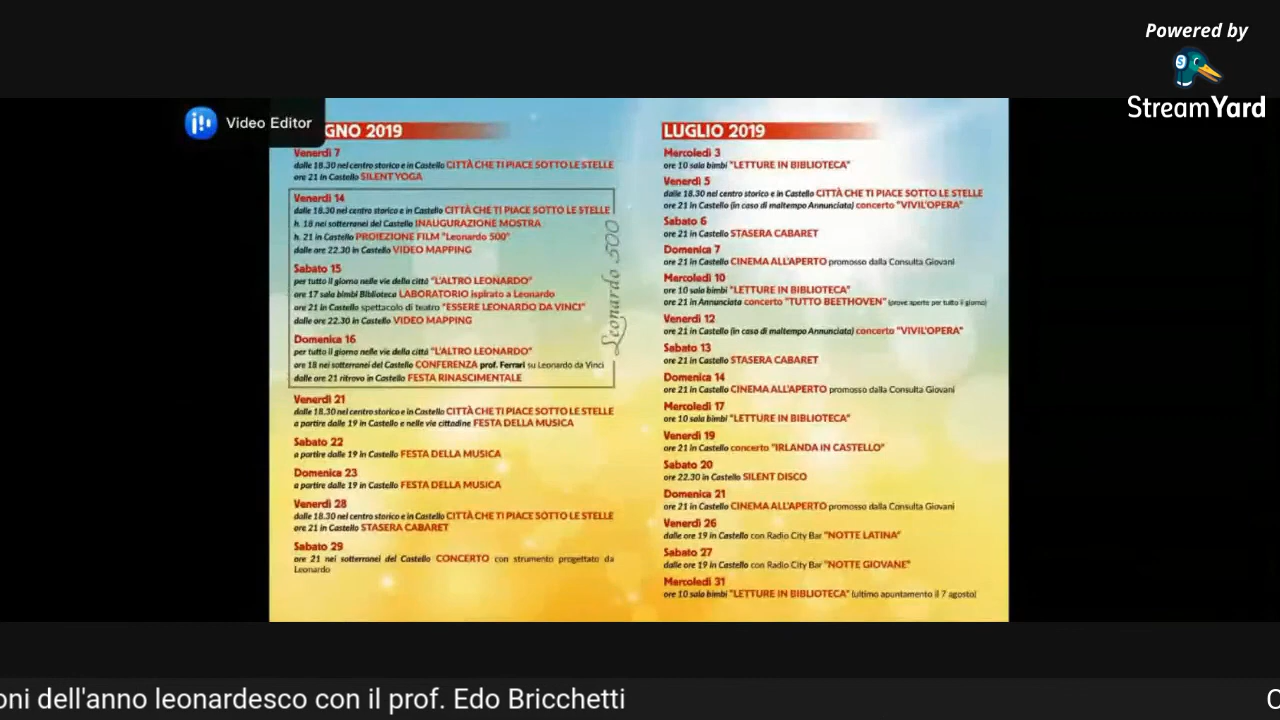 Powered by
StreamYard
Video Editor
GNO 2019
Venerdì 7
dalle 18.30 nel centro storico e in Castello CITTÀ CHE TI PIACE SOTTO LE STELLE
ore 21 in Castello SILENT YOGA
Venerdì 14
dalle 18.30 nel centro storico e in Castello CITTÀ CHE TI PIACE SOTTO LE STELLE
h. 18 nei sotterranei del Castello INAUGURAZIONE MOSTRA
h. 21 in Castello PROIEZIONE FILM "Leonardo 500"
dalle ore 22.30 in Castello VIDEO MAPPING
Sabato 15
per tutto il giorno nelle vie della città "L'ALTRO LEONARDO"
ore 17 sala bimbi Biblioteca LABORATORIO ispirato a Leonardo
ore 21 in Castello spettacolo di teatro "ESSERE LEONARDO DA VINCI"
dalle ore 22.30 in Castello VIDEO MAPPING
Domenica 16
per tutto il giorno nelle vie della città "L'ALTRO LEONARDO"
ore 18 nei sotterranei del Castello CONFERENZA prof. Ferrari su Leonardo da Vinci
dalle ore 21 ritrovo in Castello FESTA RINASCIMENTALE
Leonardo 500
Venerdì 21
dalle 18.30 nel centro storico e in Castello CITTÀ CHE TI PIACE SOTTO LE STELLE
a partire dalle 19 in Castello e nelle vie cittadine FESTA DELLA MUSICA
Sabato 22
a partire dalle 19 in Castello FESTA DELLA MUSICA
Domenica 23
a partire dalle 19 in Castello FESTA DELLA MUSICA
Venerdì 28
dalle 18.30 nel centro storico e in Castello CITTÀ CHE TI PIACE SOTTO LE STELLE
ore 21 in Castello STASERA CABARET
Sabato 29
ore 21 nei sotterranei del Castello CONCERTO con strumento progettato da
Leonardo
LUGLIO 2019
Mercoledì 3
ore 10 sala bimbi "LETTURE IN BIBLIOTECA"
Venerdì 5
dalle 18.30 nel centro storico e in Castello CITTÀ CHE TI PIACE SOTTO LE STELLE
ore 21 in Castello (in caso di maltempo Annunciata) concerto "VIVIL'OPERA"
Sabato 6
ore 21 in Castello STASERA CABARET
Domenica 7
ore 21 in Castello CINEMA ALL'APERTO promosso dalla Consulta Giovani
Mercoledì 10
ore 10 sala bimbi "LETTURE IN BIBLIOTECA"
ore 21 in Annunciata concerto "TUTTO BEETHOVEN" (prove aperte per tutto il giorno)
Venerdì 12
ore 21 in Castello (in caso di maltempo Annunciata) concerto "VIVIL'OPERA"
Sabato 13
ore 21 in Castello STASERA CABARET
Domenica 14
ore 21 in Castello CINEMA ALL'APERTO promosso dalla Consulta Giovani
Mercoledì 17
ore 10 sala bimbi "LETTURE IN BIBLIOTECA"
Venerdì 19
ore 21 in Castello concerto "IRLANDA IN CASTELLO"
Sabato 20
ore 22.30 in Castello SILENT DISCO
Domenica 21
ore 21 in Castello CINEMA ALL'APERTO promosso dalla Consulta Giovani
Venerdì 26
dalle ore 19 in Castello con Radio City Bar "NOTTE LATINA"
Sabato 27
dalle ore 19 in Castello con Radio City Bar "NOTTE GIOVANE"
Mercoledì 31
ore 10 sala bimbi "LETTURE IN BIBLIOTECA" (ultimo apuntamento il 7 agosto)
oni dell'anno leonardesco con il prof. Edo Bricchetti